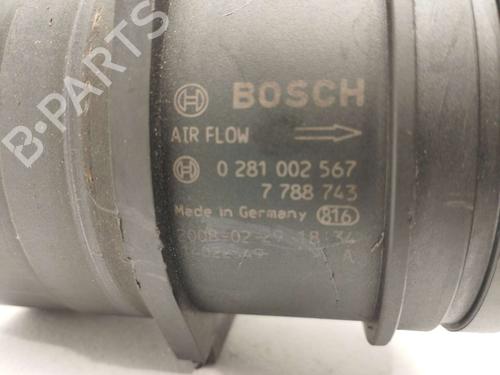 B-PARTS
BOSCH
AIR FLOW
0 281 002 567
7 788 743
Made in Germany 816
2008-02-29 18:34
A